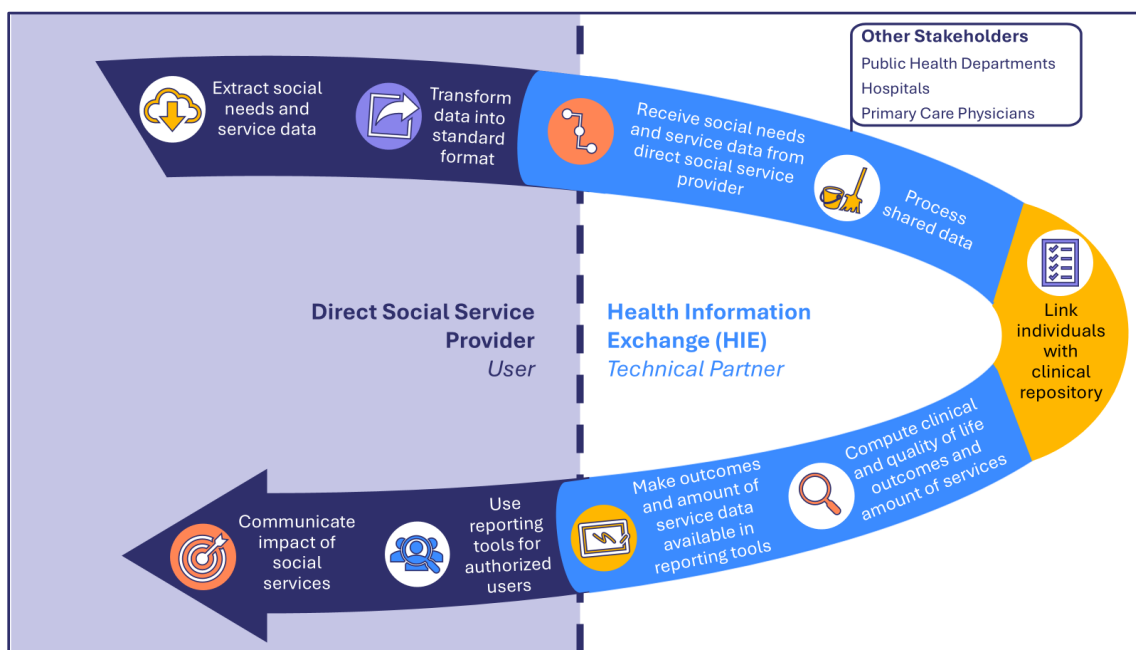 Other Stakeholders
Public Health Departments
Hospitals
Primary Care Physicians
Extract social
needs and
service data
Transform
data into
standard
format
Receive social needs
and service data from
direct social service
provider
Process
shared data
Link
individuals
with
clinical
repository
Direct Social Service
Provider
User
Health Information
Exchange (HIE)
Technical Partner
Compute clinical
and quality of life
outcomes and
amount of services
Make outcomes
and amount of
service data
available in
reporting tools
Use
reporting
tools for
authorized
users
Communicate
impact of
social
services